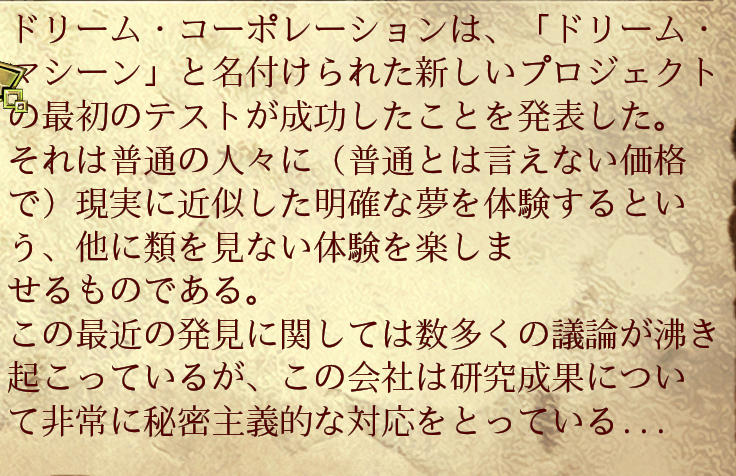 ドリーム・コーポレーションは、「ドリーム・
マシーン」と名付けられた新しいプロジェクト
の最初のテストが成功したことを発表した。
それは普通の人々に（普通とは言えない価格
で）現実に近似した明確な夢を体験するとい
う、他に類を見ない体験を楽しま
せるものである。
この最近の発見に関しては数多くの議論が沸き
起こっているが、この会社は研究成果につい
て非常に秘密主義的な対応をとっている...